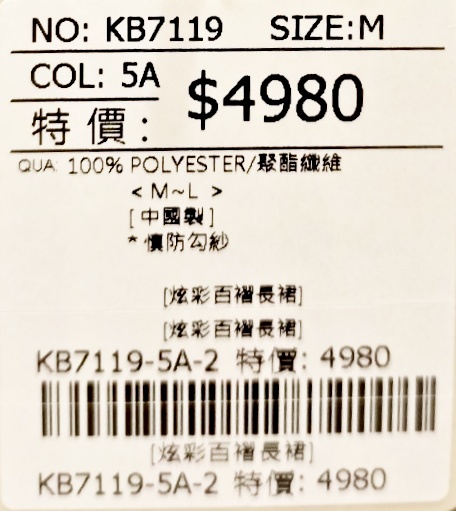 NO: KB7119 SIZE:M
COL: 5A
特價: $4980
QUA: 100% POLYESTER/聚酯纖維
< M~L >
[中國製]
*慎防勾紗
[炫彩百褶長裙]
[炫彩百褶長裙]
KB7119-5A-2 特價: 4980
[炫彩百褶長裙]
KB7119-5A-2 特價: 4980